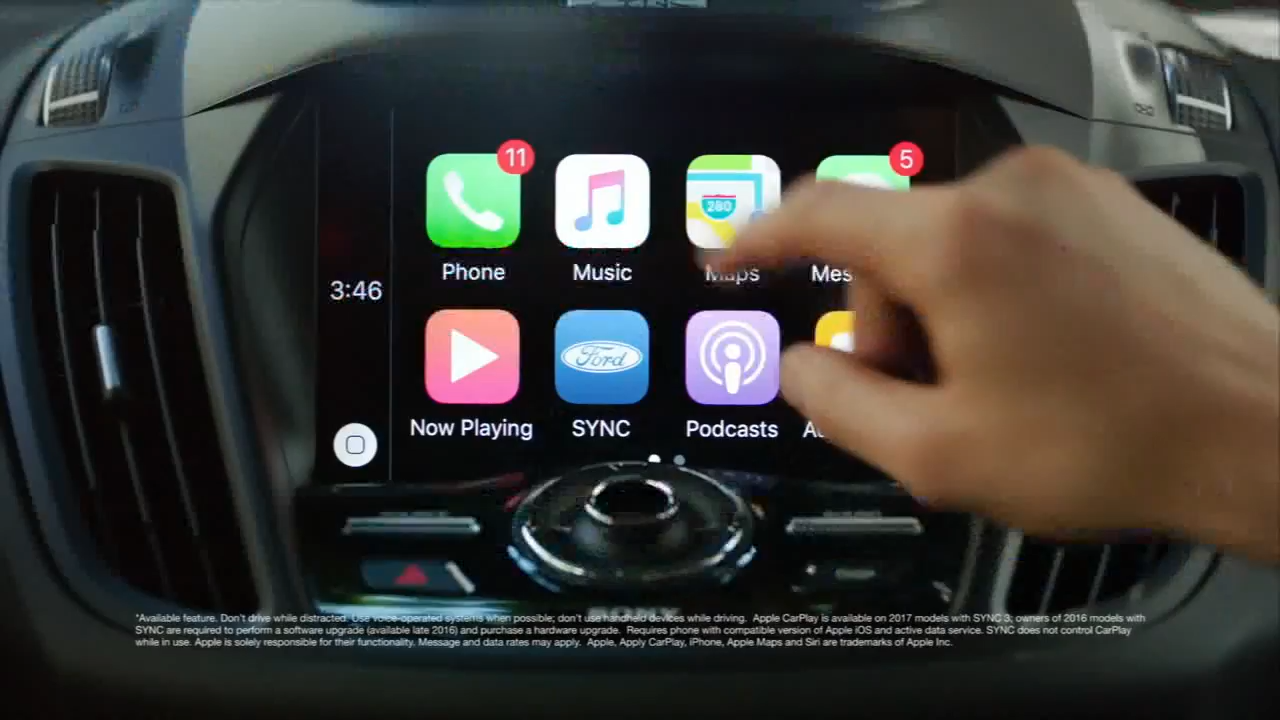 11
5
280
Phone
Music
Maps
Mes
3:46
Ford
Now Playing
SYNC
Podcasts
A
SONY
*Available feature. Don't drive while distracted. Use voice-operated systems when possible; don't use handheld devices while driving. Apple CarPlay is available on 2017 models with SYNC 3; owners of 2016 models with
SYNC are required to perform a software upgrade (available late 2016) and purchase a hardware upgrade. Requires phone with compatible version of Apple iOS and active data service. SYNC does not control CarPlay
while in use. Apple is solely responsible for their functionality. Message and data rates may apply. Apple, Apply CarPlay, iPhone, Apple Maps and Siri are trademarks of Apple Inc.